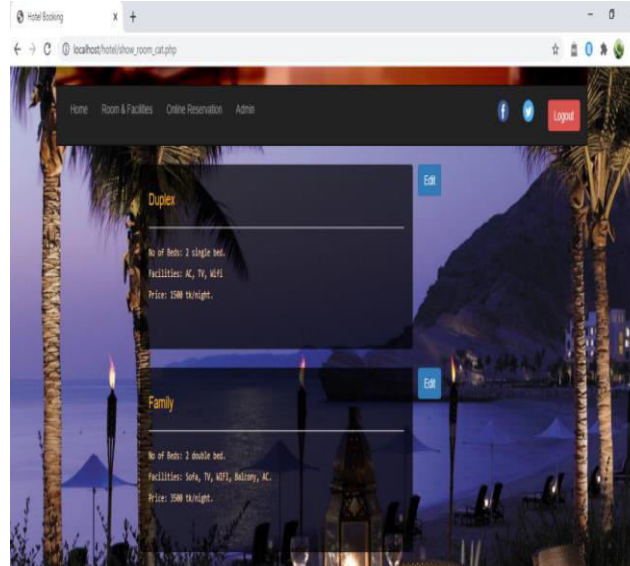 Hotel Booking
localhost/hotel/show_room_cat.php
Home Room & Facilities Online Reservation Admin Logout
Duplex Edit
No of Beds: 2 single bed.
Facilities: AC, TV, Wifi
Price: 1500 tk/night.
Family Edit
No of Beds: 2 double bed.
Facilities: Sofa, TV, WIFI, Balcony, AC.
Price: 3500 tk/night.